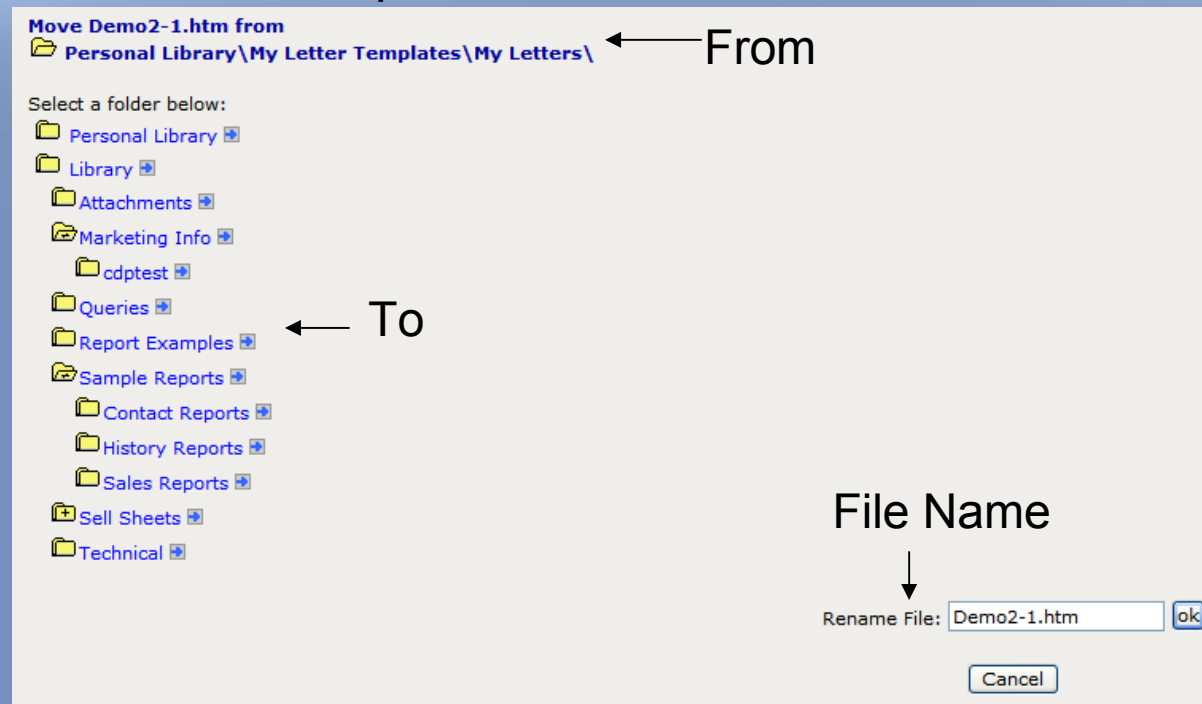 Move Demo2-1.htm from
Personal Library\My Letter Templates\My Letters\
From
Select a folder below:
Personal Library
Library
Attachments
Marketing Info
cdptest
Queries
To
Report Examples
Sample Reports
Contact Reports
History Reports
Sales Reports
Sell Sheets
Technical
File Name
Rename File: Demo2-1.htm ok
Cancel